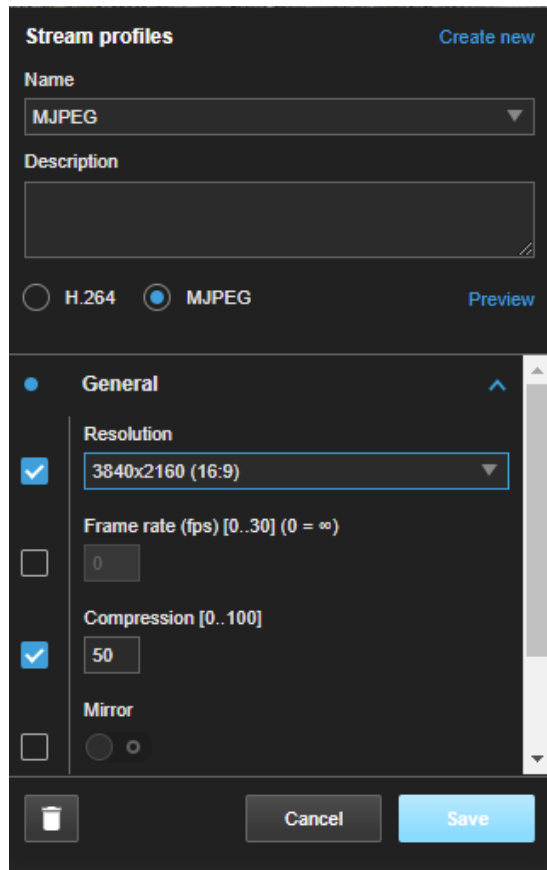 Stream profiles Create new
Name
MJPEG
Description
H.264 MJPEG Preview
General
Resolution
3840x2160 (16:9)
Frame rate (fps) [0..30] (0 = ∞)
0
Compression [0..100]
50
Mirror
Cancel Save